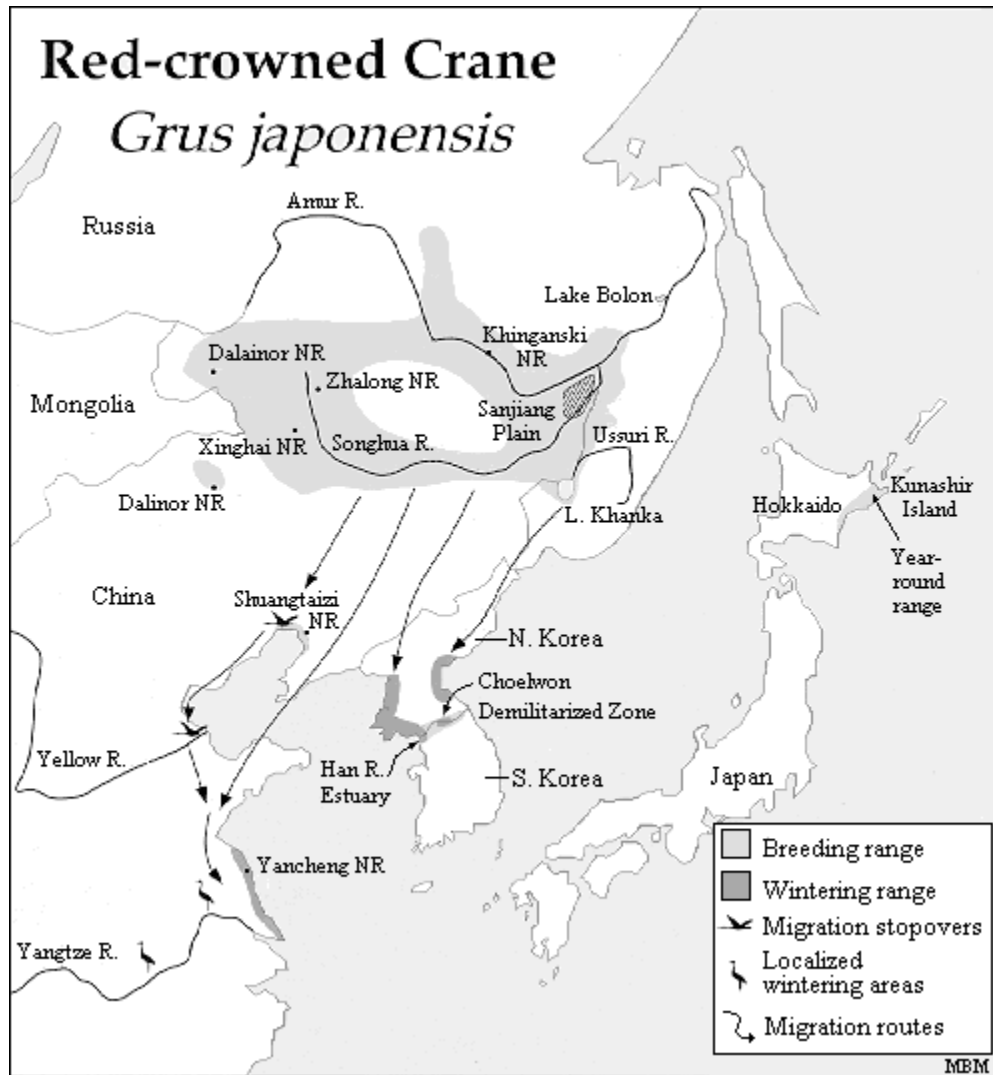 Red-crowned Crane
Grus japonensis
Amur R.
Russia
Lake Bolon
Khinganski
NR
Dalainor NR
Zhalong NR
Mongolia
Sanjiang
Plain
Xinghai NR
Songhua R.
Ussuri R.
Dalinor NR
L. Khanka
Hokkaido
Kunashir
Island
Year-
round
range
China
Shuangtaizi
NR
N. Korea
Choelwon
Demilitarized Zone
Yellow R.
Han R.
Estuary
S. Korea
Japan
Yancheng NR
Yangtze R.
Breeding range
Wintering range
Migration stopovers
Localized
wintering areas
Migration routes
MBM